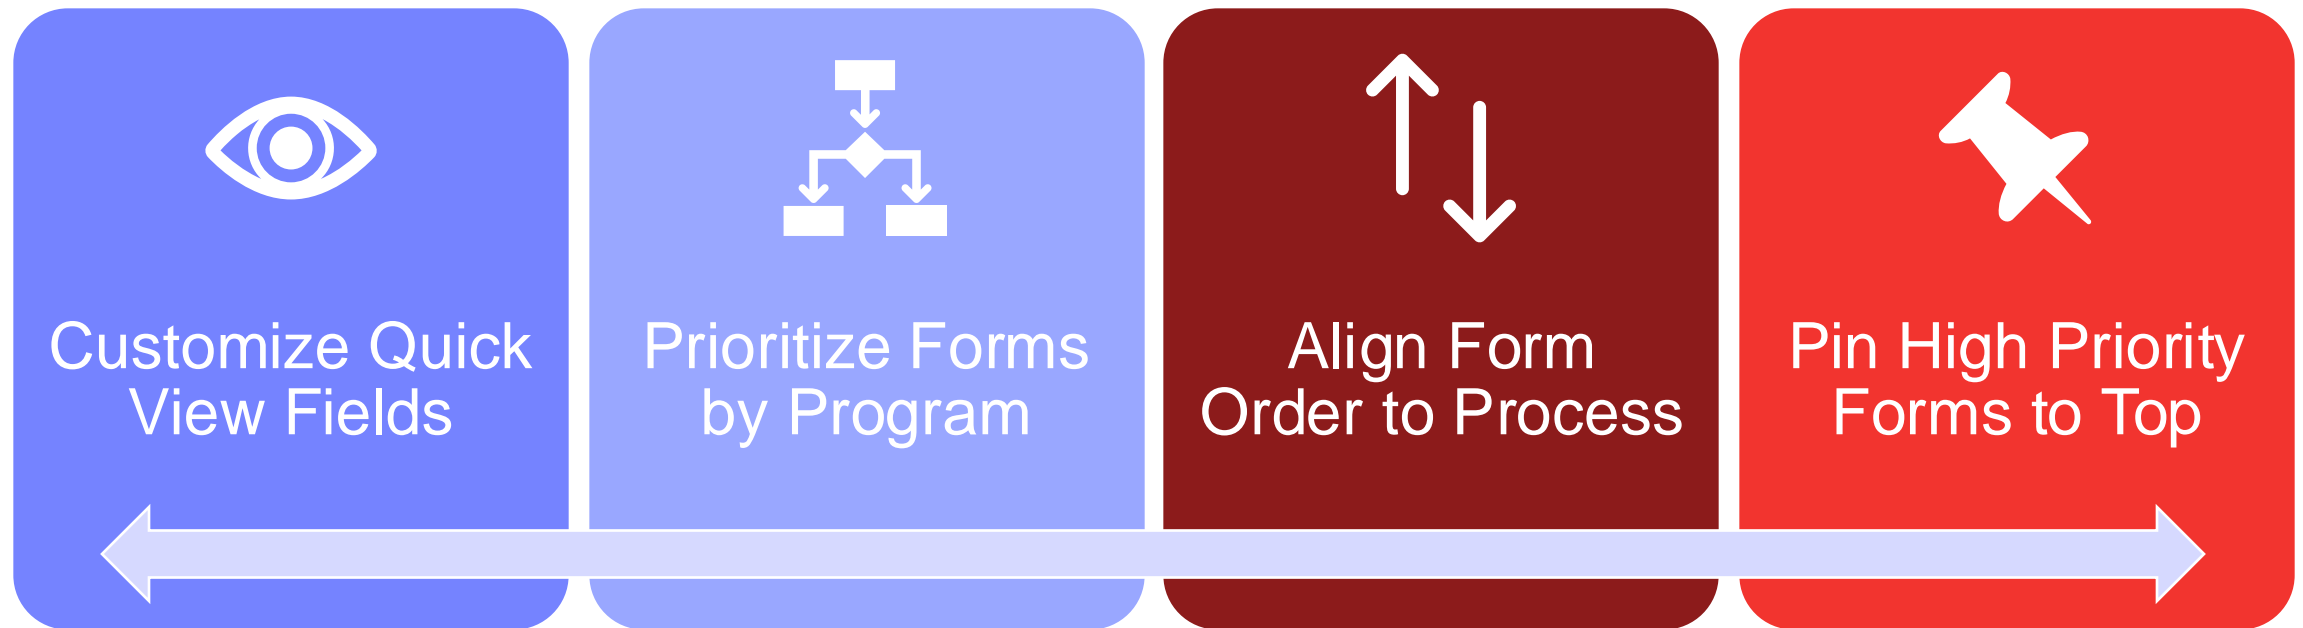 Customize Quick
View Fields
Prioritize Forms
by Program
Align Form
Order to Process
Pin High Priority
Forms to Top